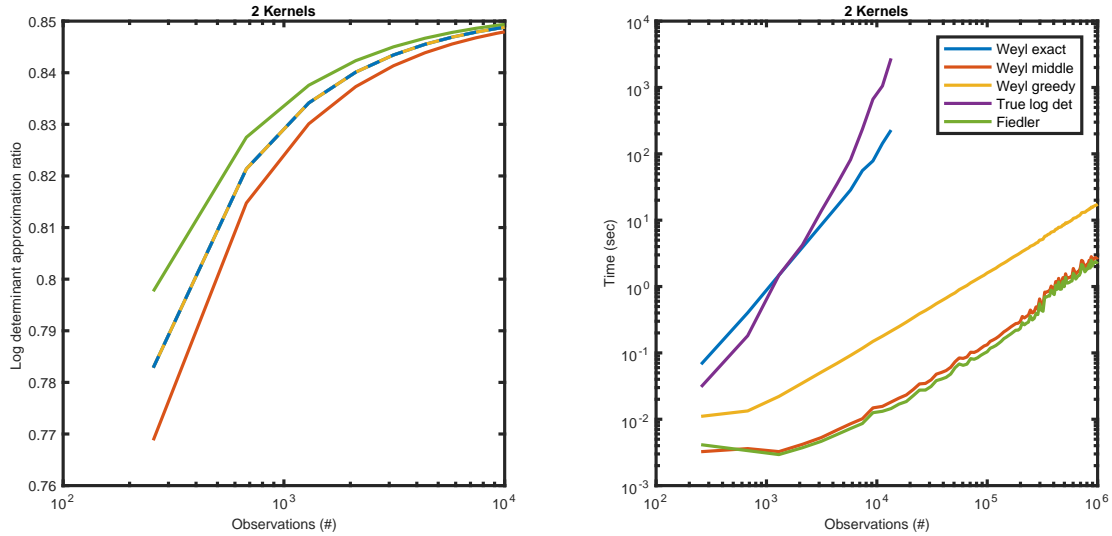 2 Kernels
0.85
0.84
0.83
0.82
0.81
0.8
0.79
0.78
0.77
0.76
Log determinant approximation ratio
10^2
10^3
10^4
Observations (#)
2 Kernels
10^4
10^3
10^2
10^1
10^0
10^-1
10^-2
10^-3
Time (sec)
Weyl exact
Weyl middle
Weyl greedy
True log det
Fiedler
10^2
10^3
10^4
10^5
10^6
Observations (#)